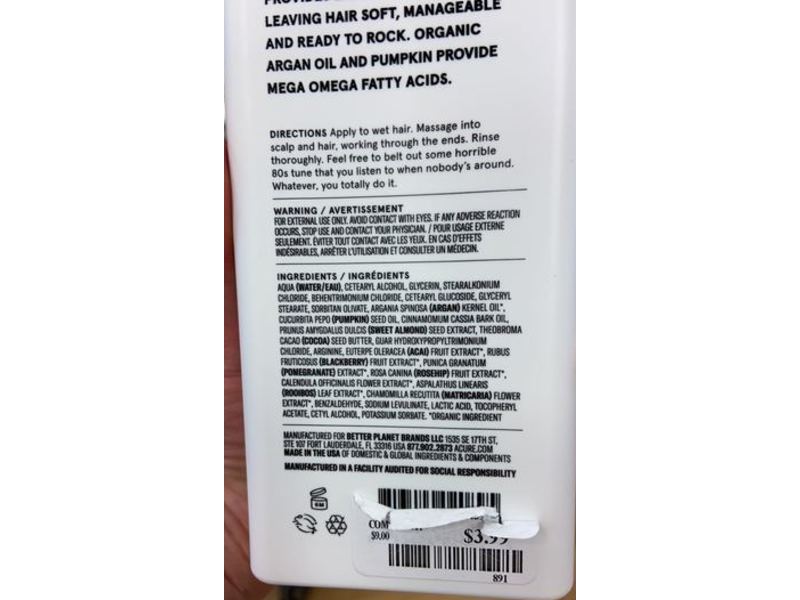 LEAVING HAIR SOFT, MANAGEABLE
AND READY TO ROCK. ORGANIC
ARGAN OIL AND PUMPKIN PROVIDE
MEGA OMEGA FATTY ACIDS.
DIRECTIONS Apply to wet hair. Massage into
scalp and hair, working through the ends. Rinse
thoroughly. Feel free to belt out some horrible
80s tune that you listen to when nobody's around.
Whatever, you totally do it.
WARNING / AVERTISSEMENT
FOR EXTERNAL USE ONLY. AVOID CONTACT WITH EYES. IF ANY ADVERSE REACTION
OCCURS, STOP USE AND CONTACT YOUR PHYSICIAN. / POUR USAGE EXTERNE
SEULEMENT. ÉVITER TOUT CONTACT AVEC LES YEUX. EN CAS D'EFFETS
INDÉSIRABLES, ARRÊTER L'UTILISATION ET CONSULTER UN MÉDECIN.
INGREDIENTS / INGRÉDIENTS
AQUA (WATER/EAU), CETEARYL ALCOHOL, GLYCERIN, STEARALKONIUM
CHLORIDE, BEHENTRIMONIUM CHLORIDE, CETEARYL GLUCOSIDE, GLYCERYL
STEARATE, SORBITAN OLIVATE, ARGANIA SPINOSA (ARGAN) KERNEL OIL*,
CUCURBITA PEPO (PUMPKIN) SEED OIL, CINNAMOMUM CASSIA BARK OIL,
PRUNUS AMYGDALUS DULCIS (SWEET ALMOND) SEED EXTRACT, THEOBROMA
CACAO (COCOA) SEED BUTTER, GUAR HYDROXYPROPYLTRIMONIUM
CHLORIDE, ARGININE, EUTERPE OLERACEA (ACAI) FRUIT EXTRACT*, RUBUS
FRUTICOSUS (BLACKBERRY) FRUIT EXTRACT*, PUNICA GRANATUM
(POMEGRANATE) EXTRACT*, ROSA CANINA (ROSEHIP) FRUIT EXTRACT*,
CALENDULA OFFICINALIS FLOWER EXTRACT*, ASPALATHUS LINEARIS
(ROOIBOS) LEAF EXTRACT*, CHAMOMILLA RECUTITA (MATRICARIA) FLOWER
EXTRACT*, BENZALDEHYDE, SODIUM LEVULINATE, LACTIC ACID, TOCOPHERYL
ACETATE, CETYL ALCOHOL, POTASSIUM SORBATE. *ORGANIC INGREDIENT
MANUFACTURED FOR BETTER PLANET BRANDS LLC 1535 SE 17TH ST,
STE 107 FORT LAUDERDALE, FL 33316 USA 877.902.2873 ACURE.COM
MADE IN THE USA OF DOMESTIC & GLOBAL INGREDIENTS & COMPONENTS
MANUFACTURED IN A FACILITY AUDITED FOR SOCIAL RESPONSIBILITY
6M
COM
$9.00
$3.99
891